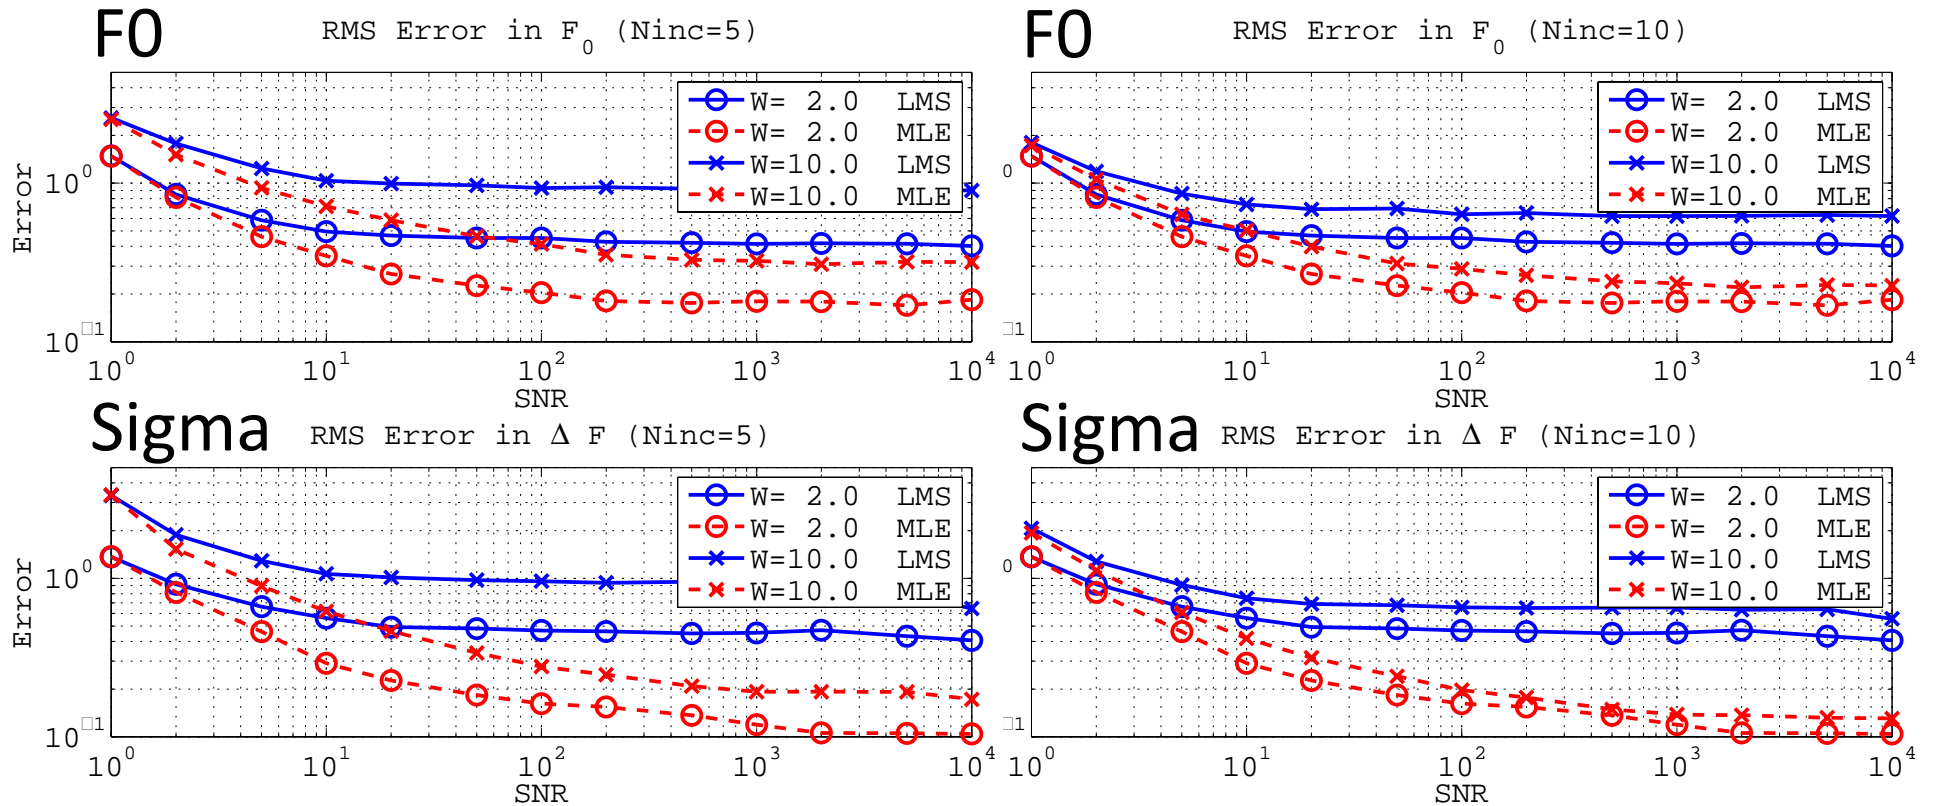 F0
RMS Error in F0 (Ninc=5)
W= 2.0 LMS
W= 2.0 MLE
W=10.0 LMS
W=10.0 MLE
Error
10^0
10^□1
10^0 10^1 10^2 10^3 10^4
SNR
F0
RMS Error in F0 (Ninc=10)
W= 2.0 LMS
W= 2.0 MLE
W=10.0 LMS
W=10.0 MLE
0
□1
10^0 10^1 10^2 10^3 10^4
SNR
Sigma
RMS Error in Δ F (Ninc=5)
W= 2.0 LMS
W= 2.0 MLE
W=10.0 LMS
W=10.0 MLE
Error
10^0
10^□1
10^0 10^1 10^2 10^3 10^4
SNR
Sigma
RMS Error in Δ F (Ninc=10)
W= 2.0 LMS
W= 2.0 MLE
W=10.0 LMS
W=10.0 MLE
0
□1
10^0 10^1 10^2 10^3 10^4
SNR